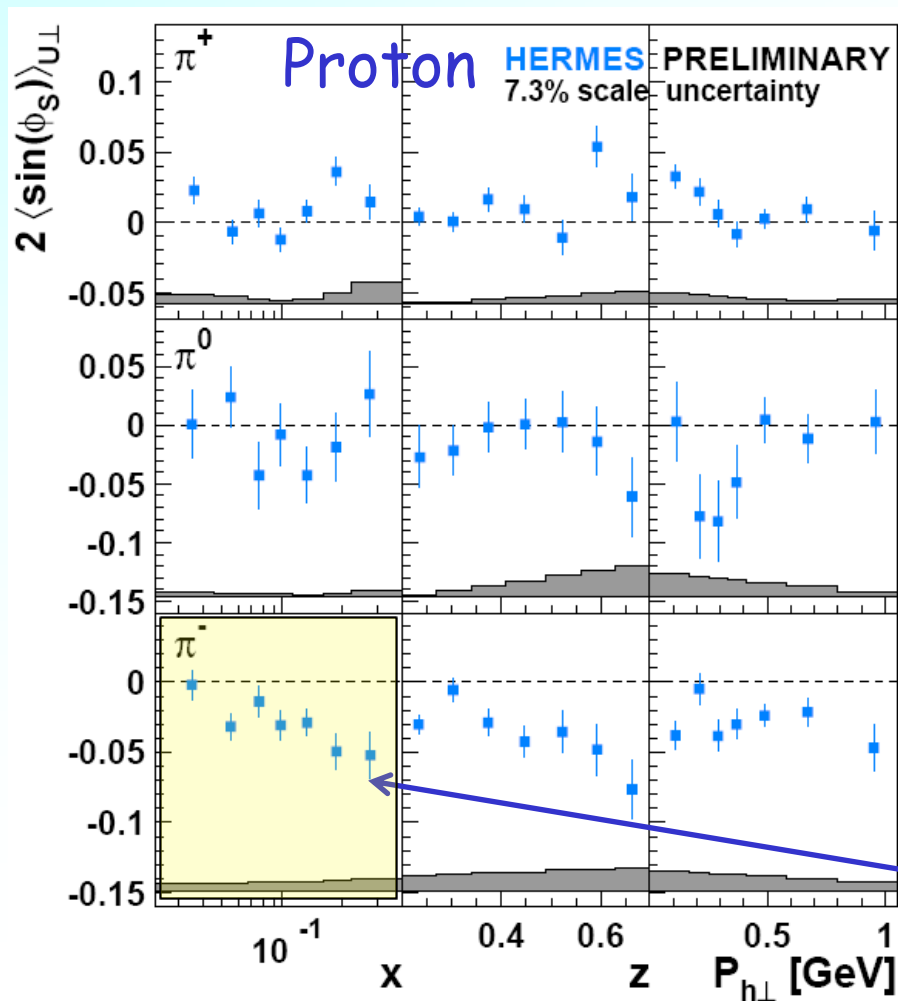 2 ⟨sin(ϕS)⟩U⊥
π+ Proton HERMES PRELIMINARY
7.3% scale uncertainty
0.1
0.05
0
-0.05
π0
0.05
0
-0.05
-0.1
-0.15
π-
0
-0.05
-0.1
-0.15
10-1 0.4 0.6 0.5 1
x z Ph⊥ [GeV]